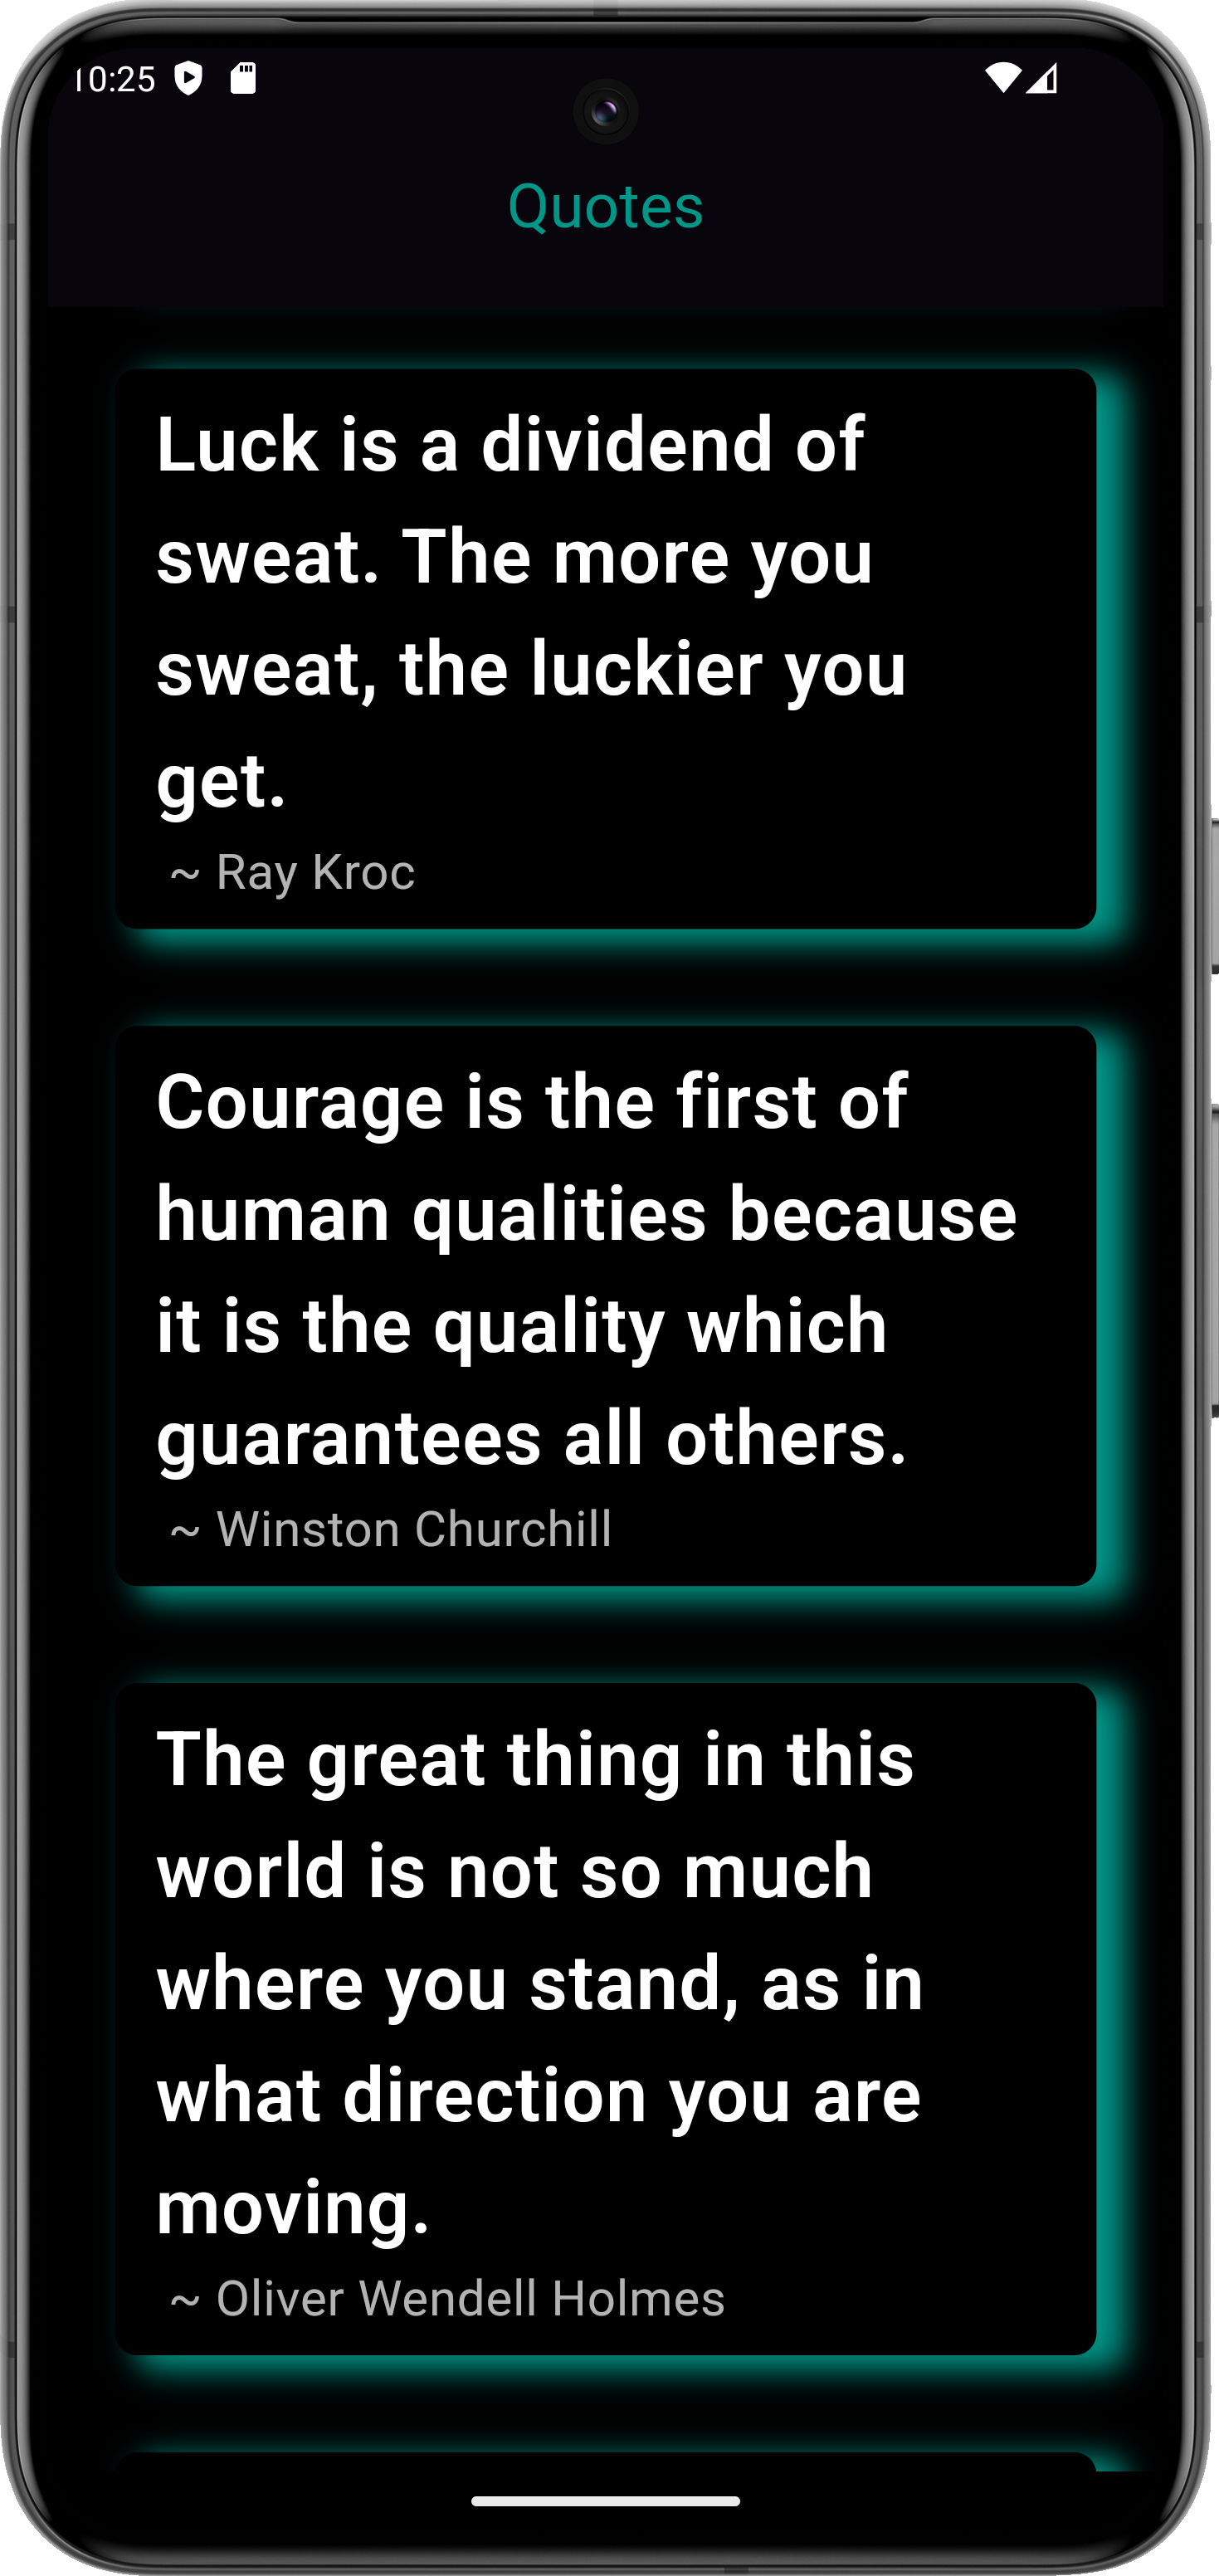 10:25
Quotes
Luck is a dividend of
sweat. The more you
sweat, the luckier you
get.
~ Ray Kroc
Courage is the first of
human qualities because
it is the quality which
guarantees all others.
~ Winston Churchill
The great thing in this
world is not so much
where you stand, as in
what direction you are
moving.
~ Oliver Wendell Holmes